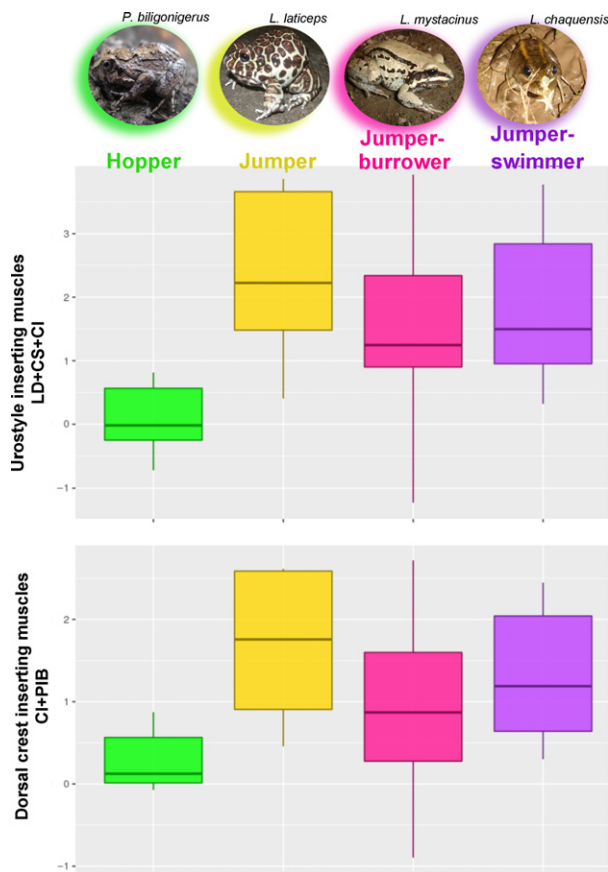 P. biligonigerus
L. laticeps
L. mystacinus
L. chaquensis
Hopper
Jumper
Jumper-
burrower
Jumper-
swimmer
Urostyle inserting muscles
LD+CS+CI
3
2
1
0
−1
Dorsal crest inserting muscles
CI+PIB
2
1
0
−1